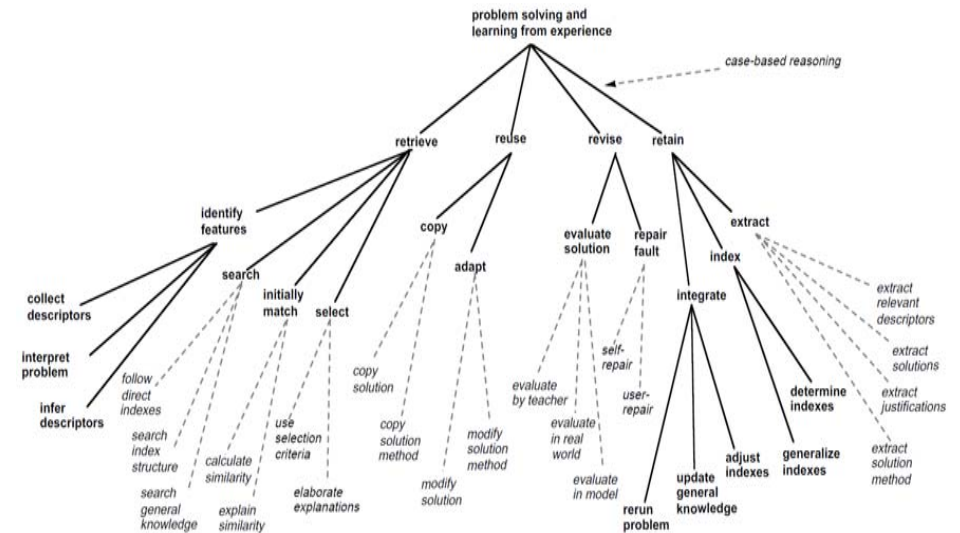 problem solving and
learning from experience
case-based reasoning
retrieve
reuse
revise
retain
identify
features
copy
evaluate
solution
repair
fault
extract
search
adapt
index
initially
match
select
integrate
collect
descriptors
extract
relevant
descriptors
interpret
problem
follow
direct
indexes
copy
solution
self-
repair
extract
solutions
infer
descriptors
evaluate
by teacher
user-
repair
determine
indexes
extract
justifications
search
index
structure
use
selection
criteria
copy
solution
method
modify
solution
method
evaluate
in real
world
calculate
similarity
adjust
indexes
generalize
indexes
extract
solution
method
search
general
knowledge
explain
similarity
elaborate
explanations
modify
solution
evaluate
in model
update
general
knowledge
rerun
problem